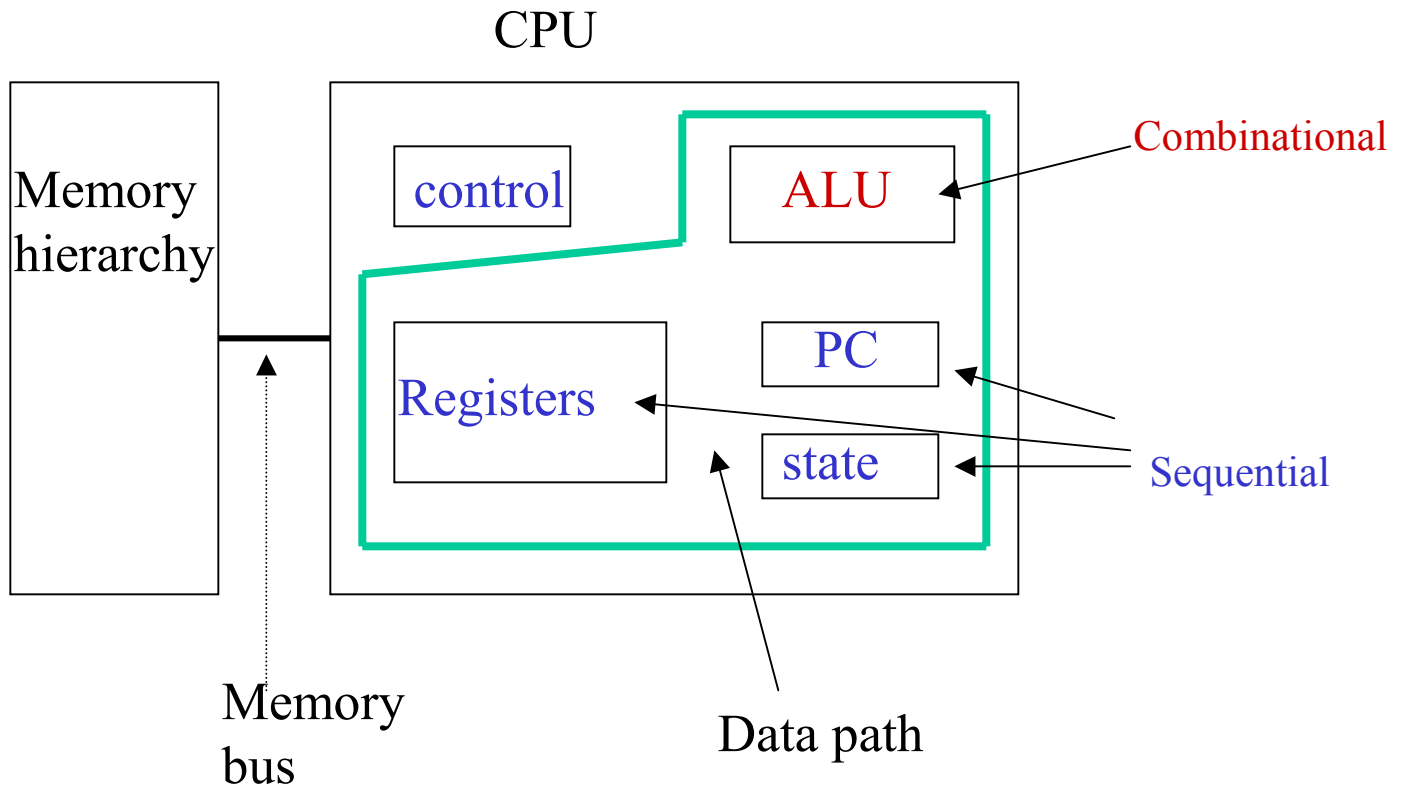 CPU
Memory
hierarchy
control
ALU
Combinational
Registers
PC
state
Sequential
Memory
bus
Data path